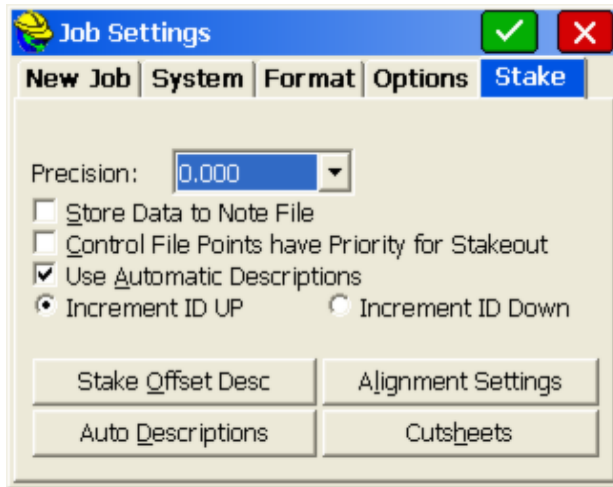 Job Settings
New Job System Format Options Stake
Precision: 0.000
Store Data to Note File
Control File Points have Priority for Stakeout
Use Automatic Descriptions
Increment ID UP Increment ID Down
Stake Offset Desc Alignment Settings
Auto Descriptions Cutsheets